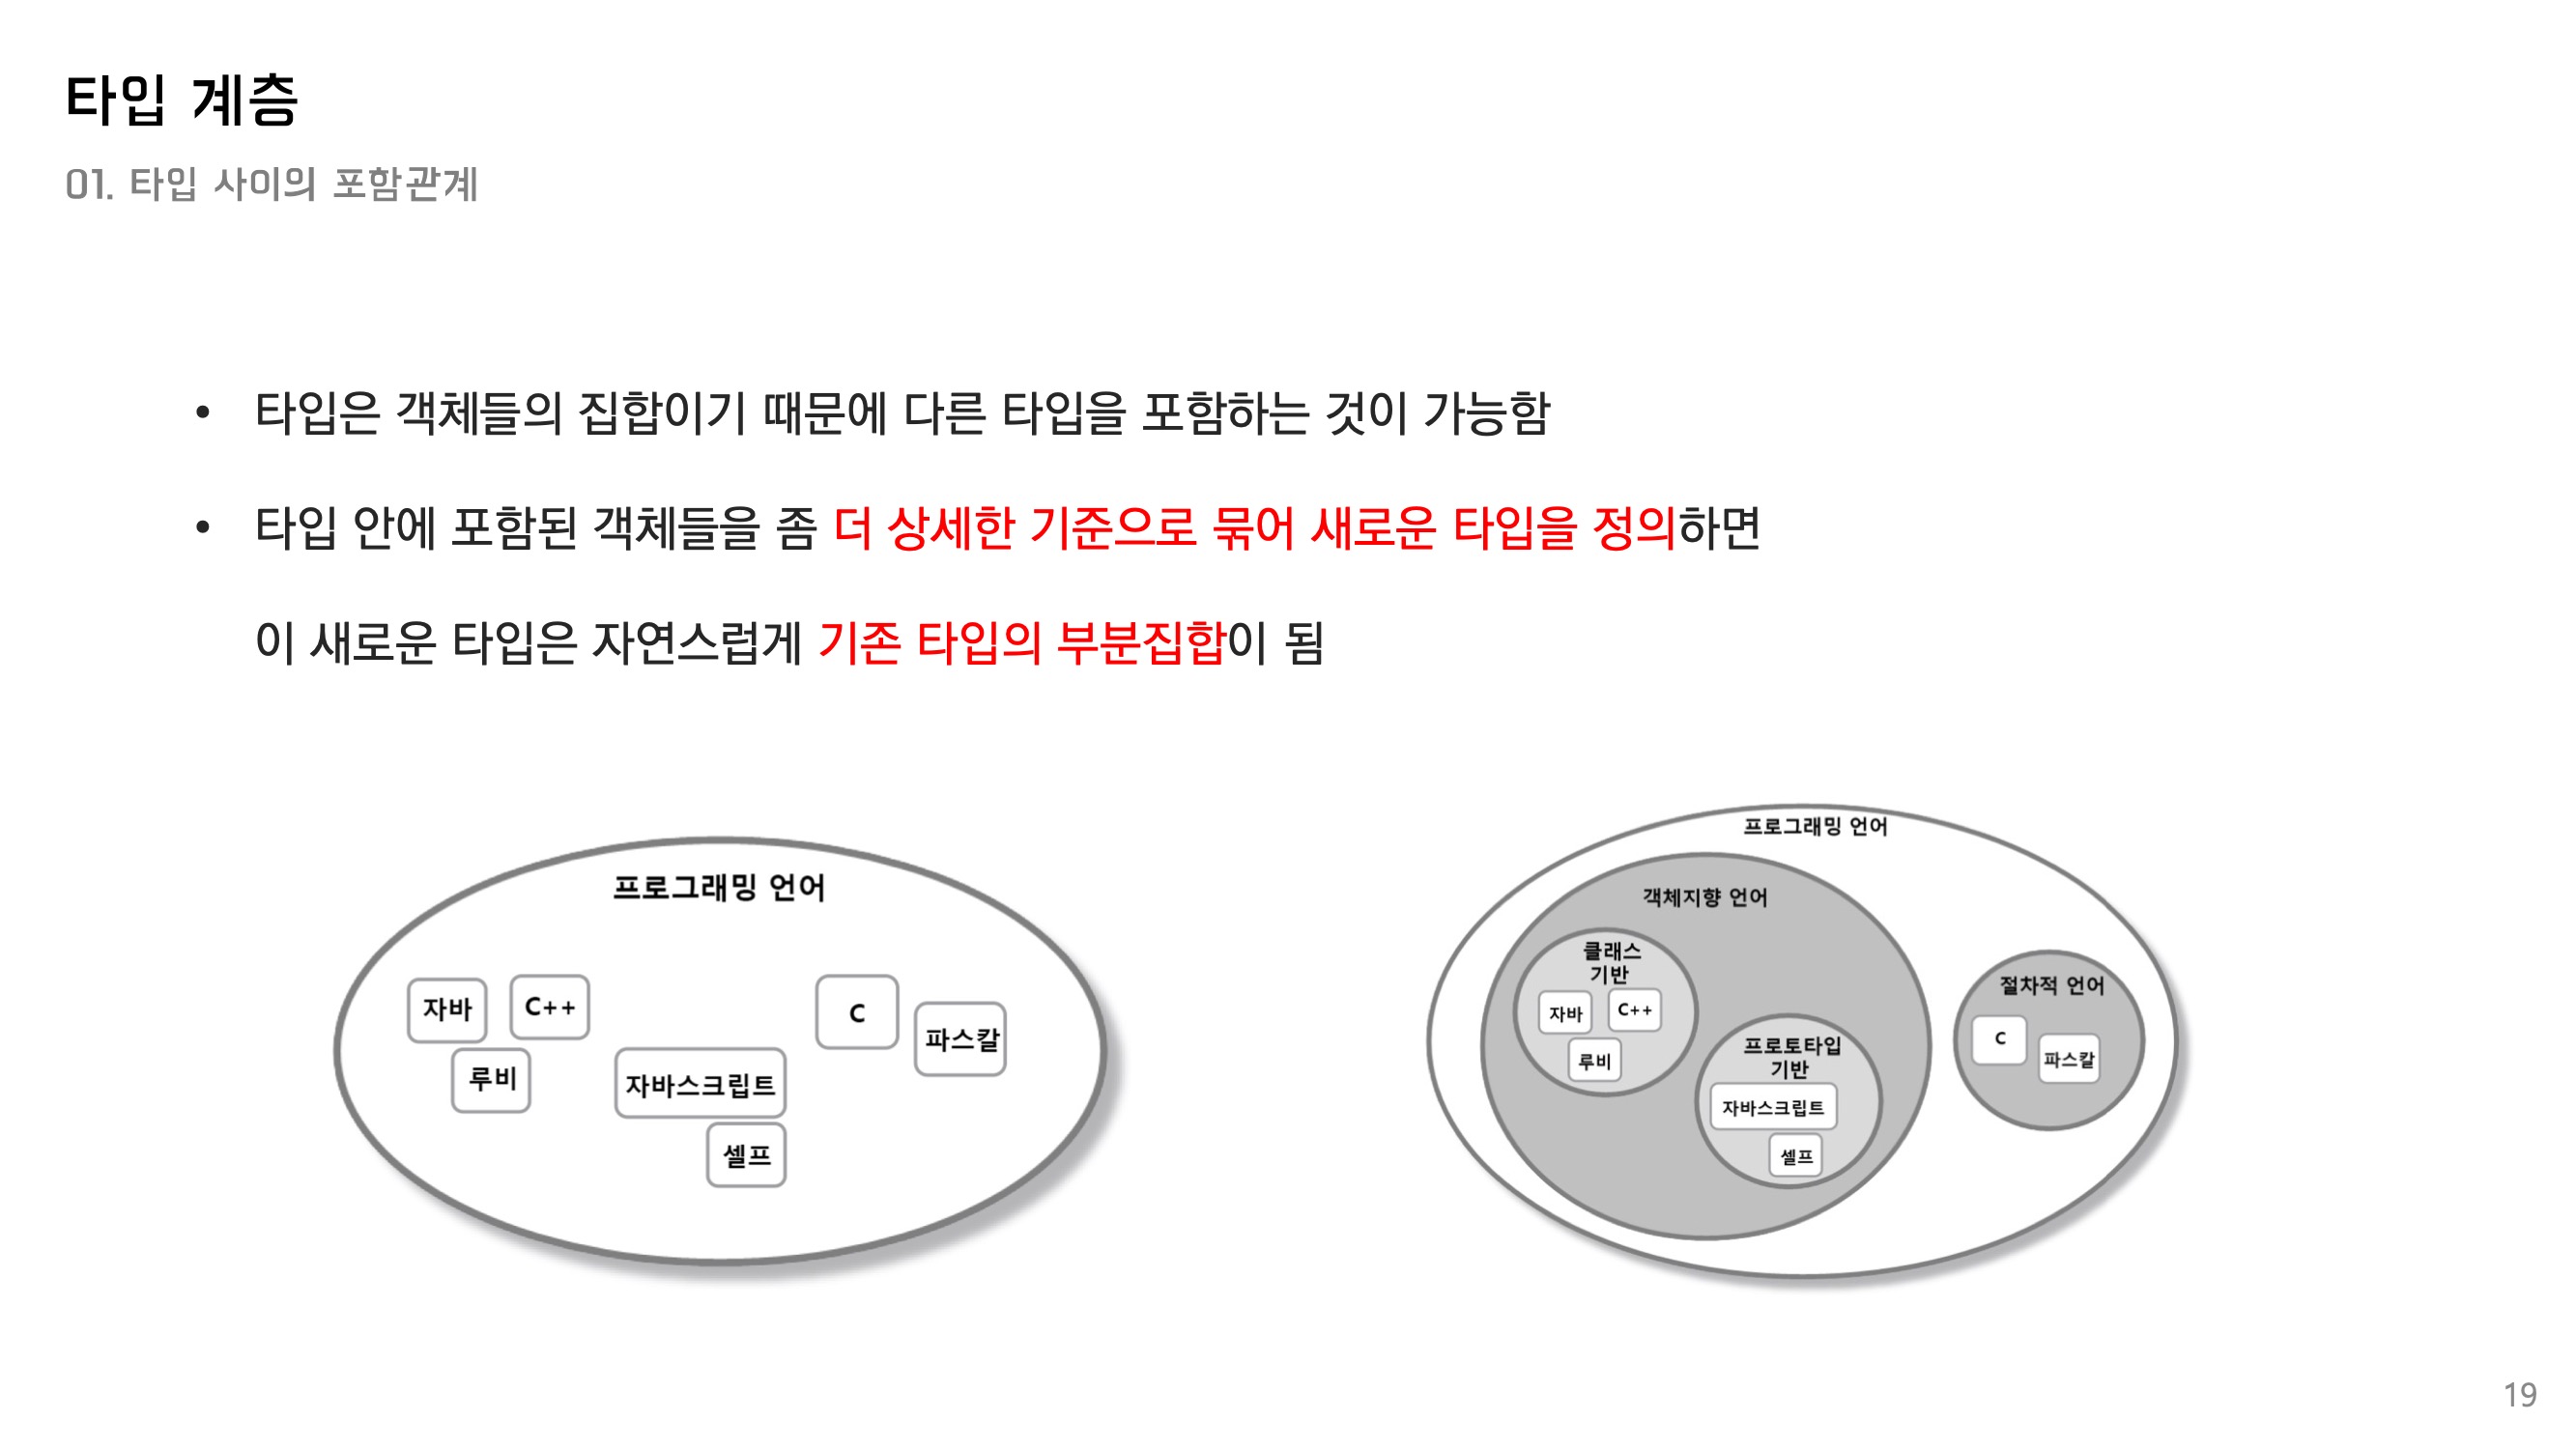 타입 계층
01. 타입 사이의 포함관계
• 타입은 객체들의 집합이기 때문에 다른 타입을 포함하는 것이 가능함
• 타입 안에 포함된 객체들을 좀 더 상세한 기준으로 묶어 새로운 타입을 정의하면
이 새로운 타입은 자연스럽게 기존 타입의 부분집합이 됨
프로그래밍 언어
자바
C++
루비
자바스크립트
셀프
C
파스칼
프로그래밍 언어
객체지향 언어
클래스
기반
자바
C++
루비
프로토타입
기반
자바스크립트
셀프
절차적 언어
C
파스칼
19